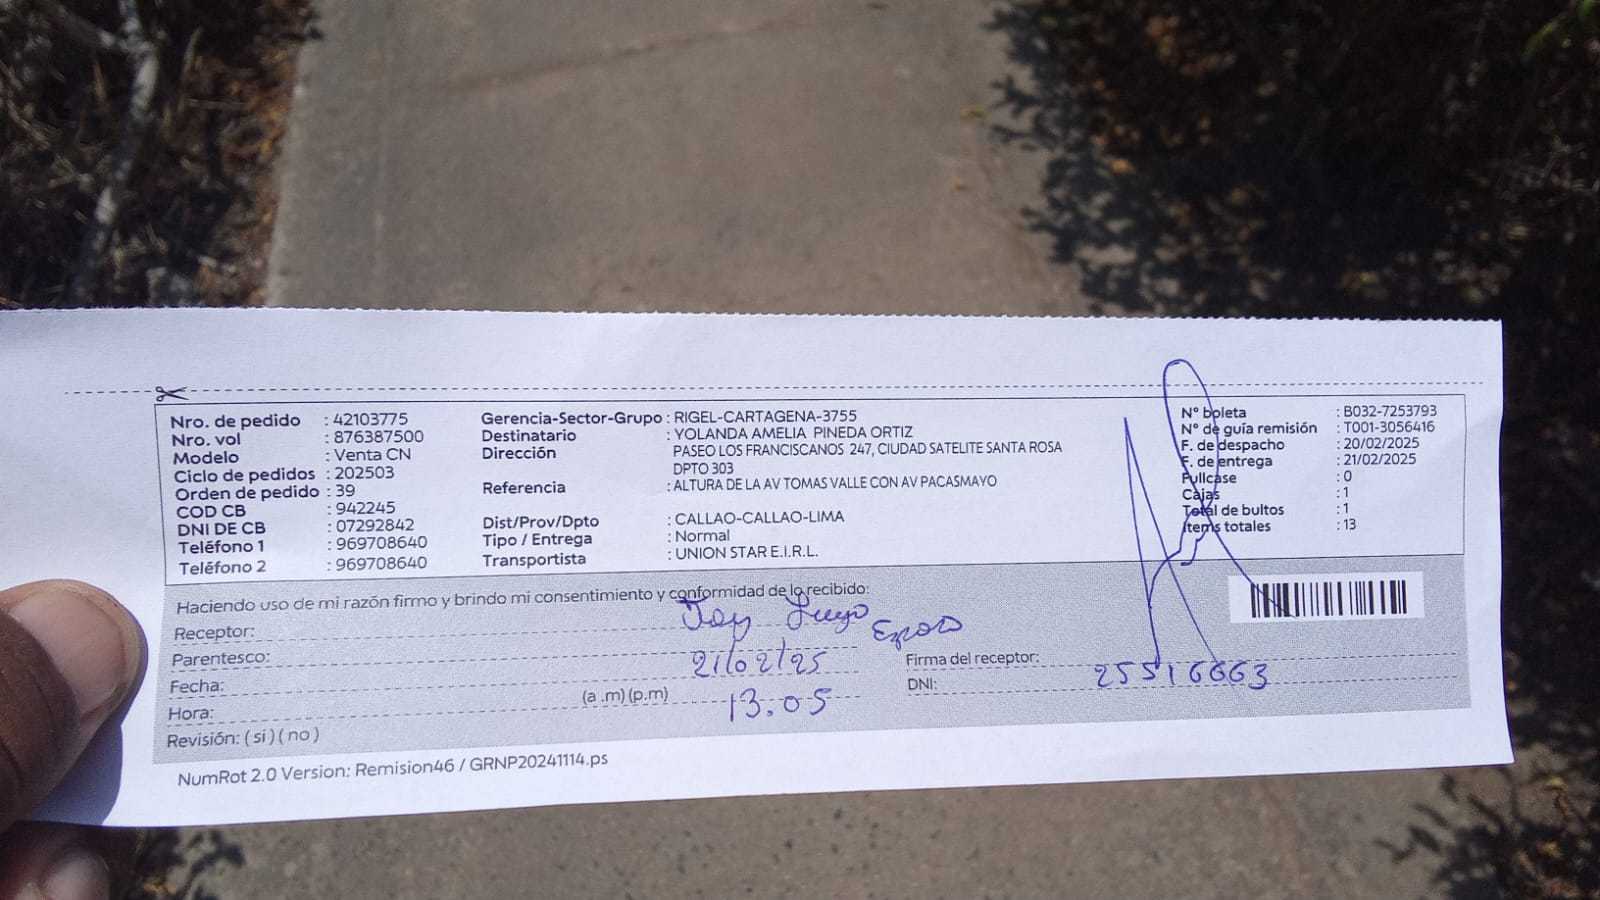 Nro. de pedido : 42103775
Nro. vol : 876387500
Modelo : Venta CN
Ciclo de pedidos : 202503
Orden de pedido : 39
COD CB : 942245
DNI DE CB : 07292842
Teléfono 1 : 969708640
Teléfono 2 : 969708640
Gerencia-Sector-Grupo : RIGEL-CARTAGENA-3755
Destinatario : YOLANDA AMELIA PINEDA ORTIZ
Dirección : PASEO LOS FRANCISCANOS 247, CIUDAD SATELITE SANTA ROSA
DPTO 303
Referencia : ALTURA DE LA AV TOMAS VALLE CON AV PACASMAYO
Dist/Prov/Dpto : CALLAO-CALLAO-LIMA
Tipo / Entrega : Normal
Transportista : UNION STAR E.I.R.L.
N° boleta : B032-7253793
N° de guía remisión : T001-3056416
F. de despacho : 20/02/2025
F. de entrega : 21/02/2025
Fullcase : 0
Cajas : 1
Total de bultos : 1
Items totales : 13
Haciendo uso de mi razón firmo y brindo mi consentimiento y conformidad de lo recibido:
Receptor:
Parentesco:
Fecha: 21/02/25
Hora: (a .m) (p.m) 13.05
Revisión: ( si ) ( no )
Firma del receptor:
DNI: 25516663
NumRot 2.0 Version: Remision46 / GRNP20241114.ps